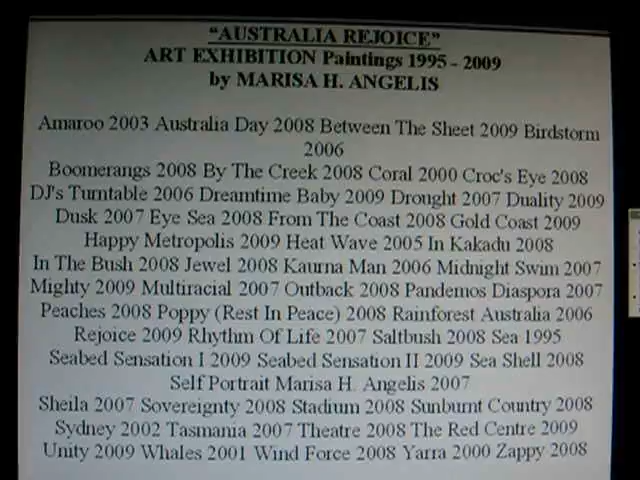 "AUSTRALIA REJOICE"
ART EXHIBITION Paintings 1995 - 2009
by MARISA H. ANGELIS
Amaroo 2003 Australia Day 2008 Between The Sheet 2009 Birdstorm
2006
Boomerangs 2008 By The Creek 2008 Coral 2000 Croc's Eye 2008
DJ's Turntable 2006 Dreamtime Baby 2009 Drought 2007 Duality 2009
Dusk 2007 Eye Sea 2008 From The Coast 2008 Gold Coast 2009
Happy Metropolis 2009 Heat Wave 2005 In Kakadu 2008
In The Bush 2008 Jewel 2008 Kaurna Man 2006 Midnight Swim 2007
Mighty 2009 Multiracial 2007 Outback 2008 Pandemos Diaspora 2007
Peaches 2008 Poppy (Rest In Peace) 2008 Rainforest Australia 2006
Rejoice 2009 Rhythm Of Life 2007 Saltbush 2008 Sea 1995
Seabed Sensation I 2009 Seabed Sensation II 2009 Sea Shell 2008
Self Portrait Marisa H. Angelis 2007
Sheila 2007 Sovereignty 2008 Stadium 2008 Sunburnt Country 2008
Sydney 2002 Tasmania 2007 Theatre 2008 The Red Centre 2009
Unity 2009 Whales 2001 Wind Force 2008 Yarra 2000 Zappy 2008